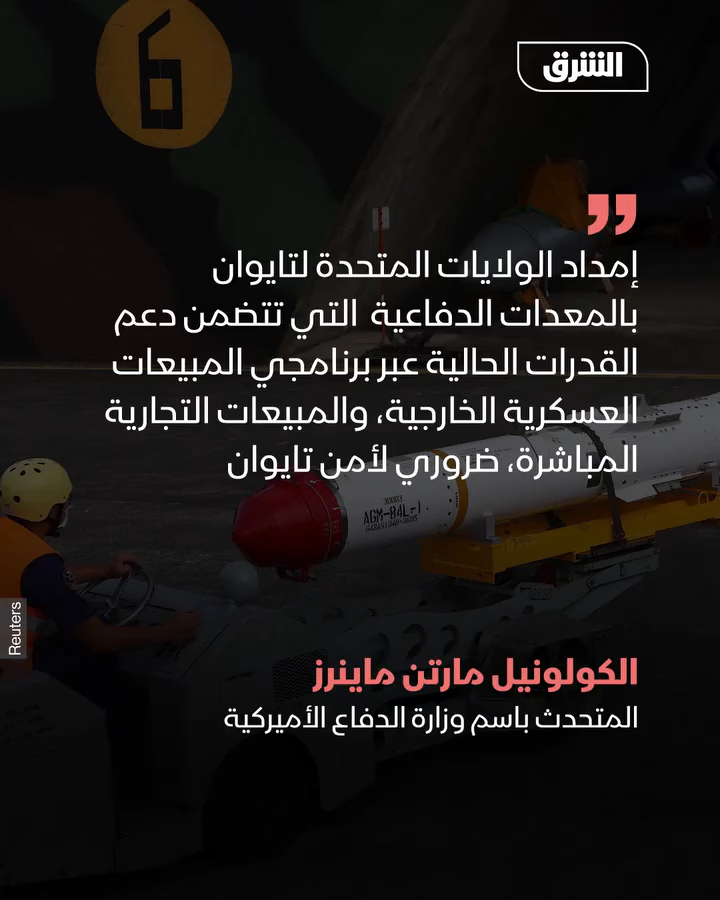 6
الشرق
”
إمداد الولايات المتحدة لتايوان
بالمعدات الدفاعية التي تتضمن دعم
القدرات الحالية عبر برنامجي المبيعات
العسكرية الخارجية، والمبيعات التجارية
المباشرة، ضروري لأمن تايوان
AGM-84L-1
Reuters
الكولونيل مارتن ماينرز
المتحدث باسم وزارة الدفاع الأميركية